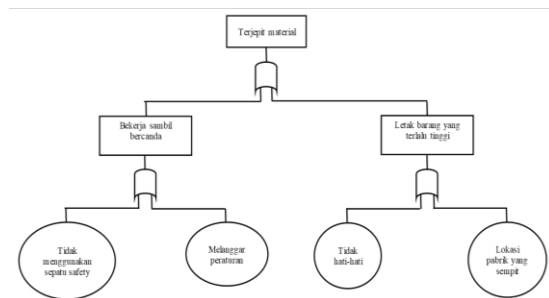 Terjepit material
Bekerja sambil
bercanda
Letak barang yang
terlalu tinggi
Tidak
menggunakan
sepatu safety
Melanggar
peraturan
Tidak
hati-hati
Lokasi
pabrik yang
sempit